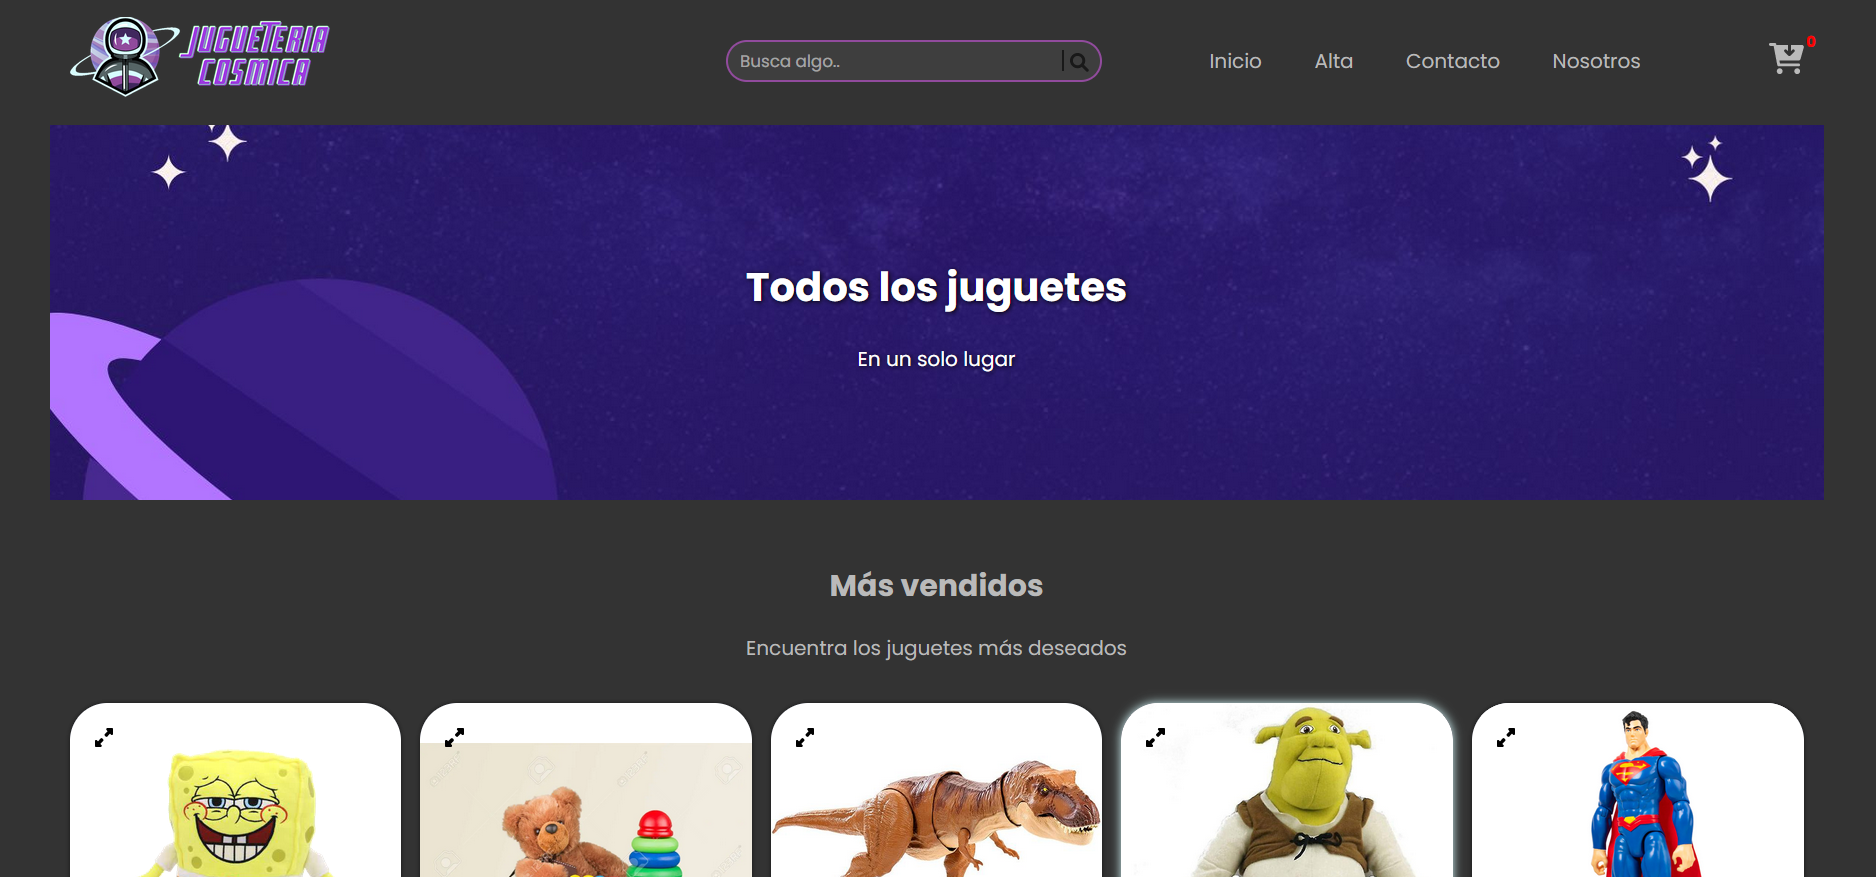 JUGUETERIA
COSMICA
Busca algo..
Inicio
Alta
Contacto
Nosotros
0
Todos los juguetes
En un solo lugar
Más vendidos
Encuentra los juguetes más deseados